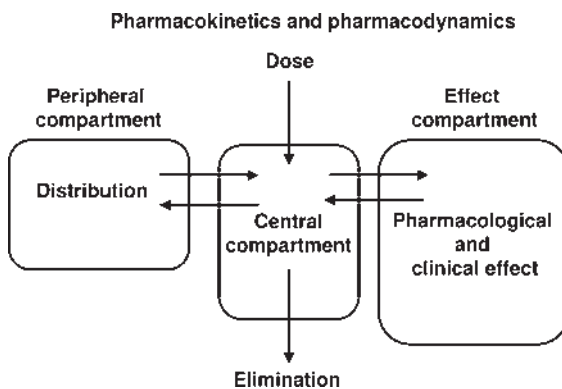 Pharmacokinetics and pharmacodynamics
Dose
Peripheral
compartment
Effect
compartment
Distribution
Central
compartment
Pharmacological
and
clinical effect
Elimination